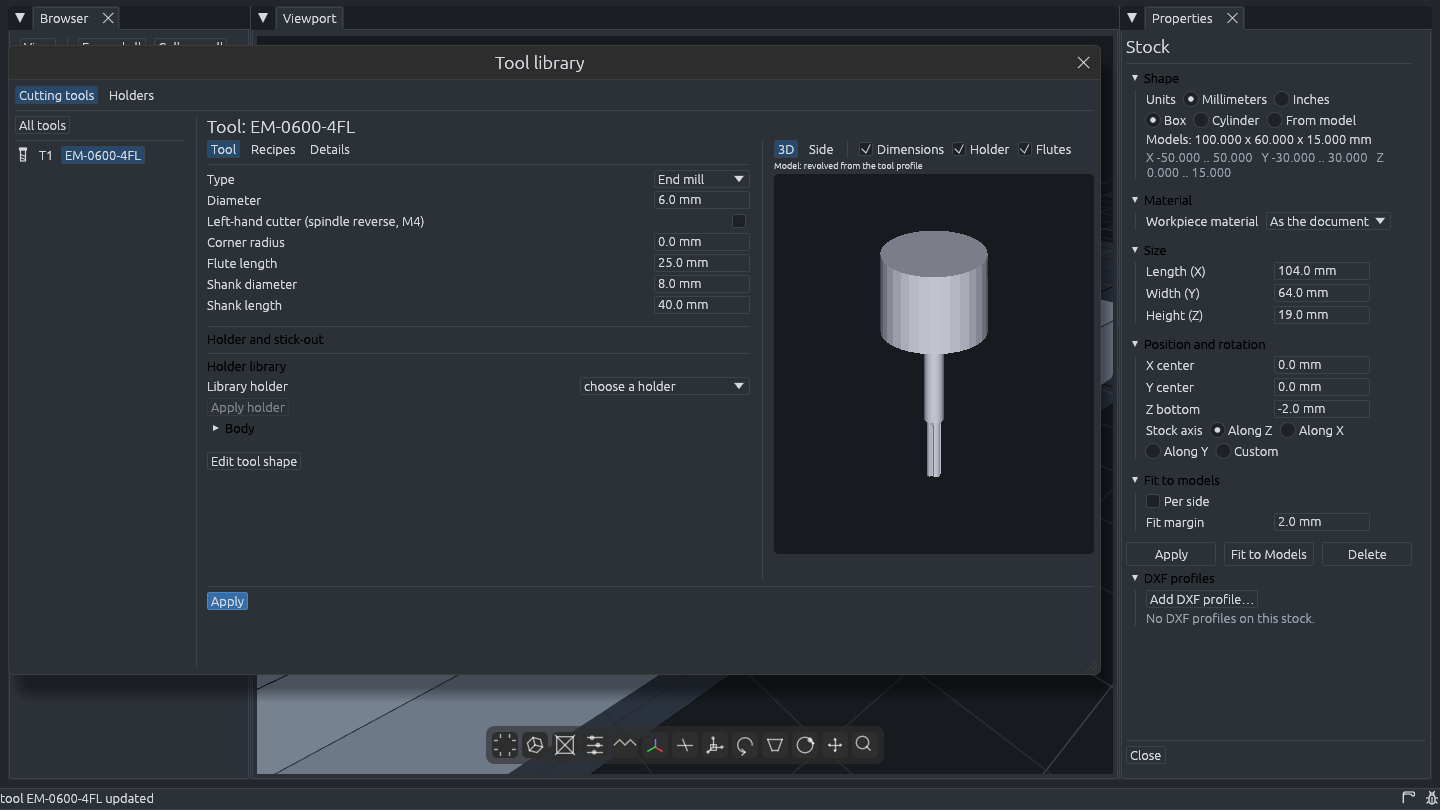 Browser
Viewport
Properties
Stock
Tool library
Cutting tools Holders
All tools
T1 EM-0600-4FL
Tool: EM-0600-4FL
Tool Recipes Details
Type End mill
Diameter 6.0 mm
Left-hand cutter (spindle reverse, M4)
Corner radius 0.0 mm
Flute length 25.0 mm
Shank diameter 8.0 mm
Shank length 40.0 mm
Holder and stick-out
Holder library
Library holder choose a holder
Apply holder
Body
Edit tool shape
Apply
3D Side Dimensions Holder Flutes
Model: revolved from the tool profile
Shape
Units Millimeters Inches
Box Cylinder From model
Models: 100.000 x 60.000 x 15.000 mm
X -50.000 .. 50.000 Y -30.000 .. 30.000 Z
0.000 .. 15.000
Material
Workpiece material As the document
Size
Length (X) 104.0 mm
Width (Y) 64.0 mm
Height (Z) 19.0 mm
Position and rotation
X center 0.0 mm
Y center 0.0 mm
Z bottom -2.0 mm
Stock axis Along Z Along X
Along Y Custom
Fit to models
Per side
Fit margin 2.0 mm
Apply Fit to Models Delete
DXF profiles
Add DXF profile...
No DXF profiles on this stock.
Close
tool EM-0600-4FL updated